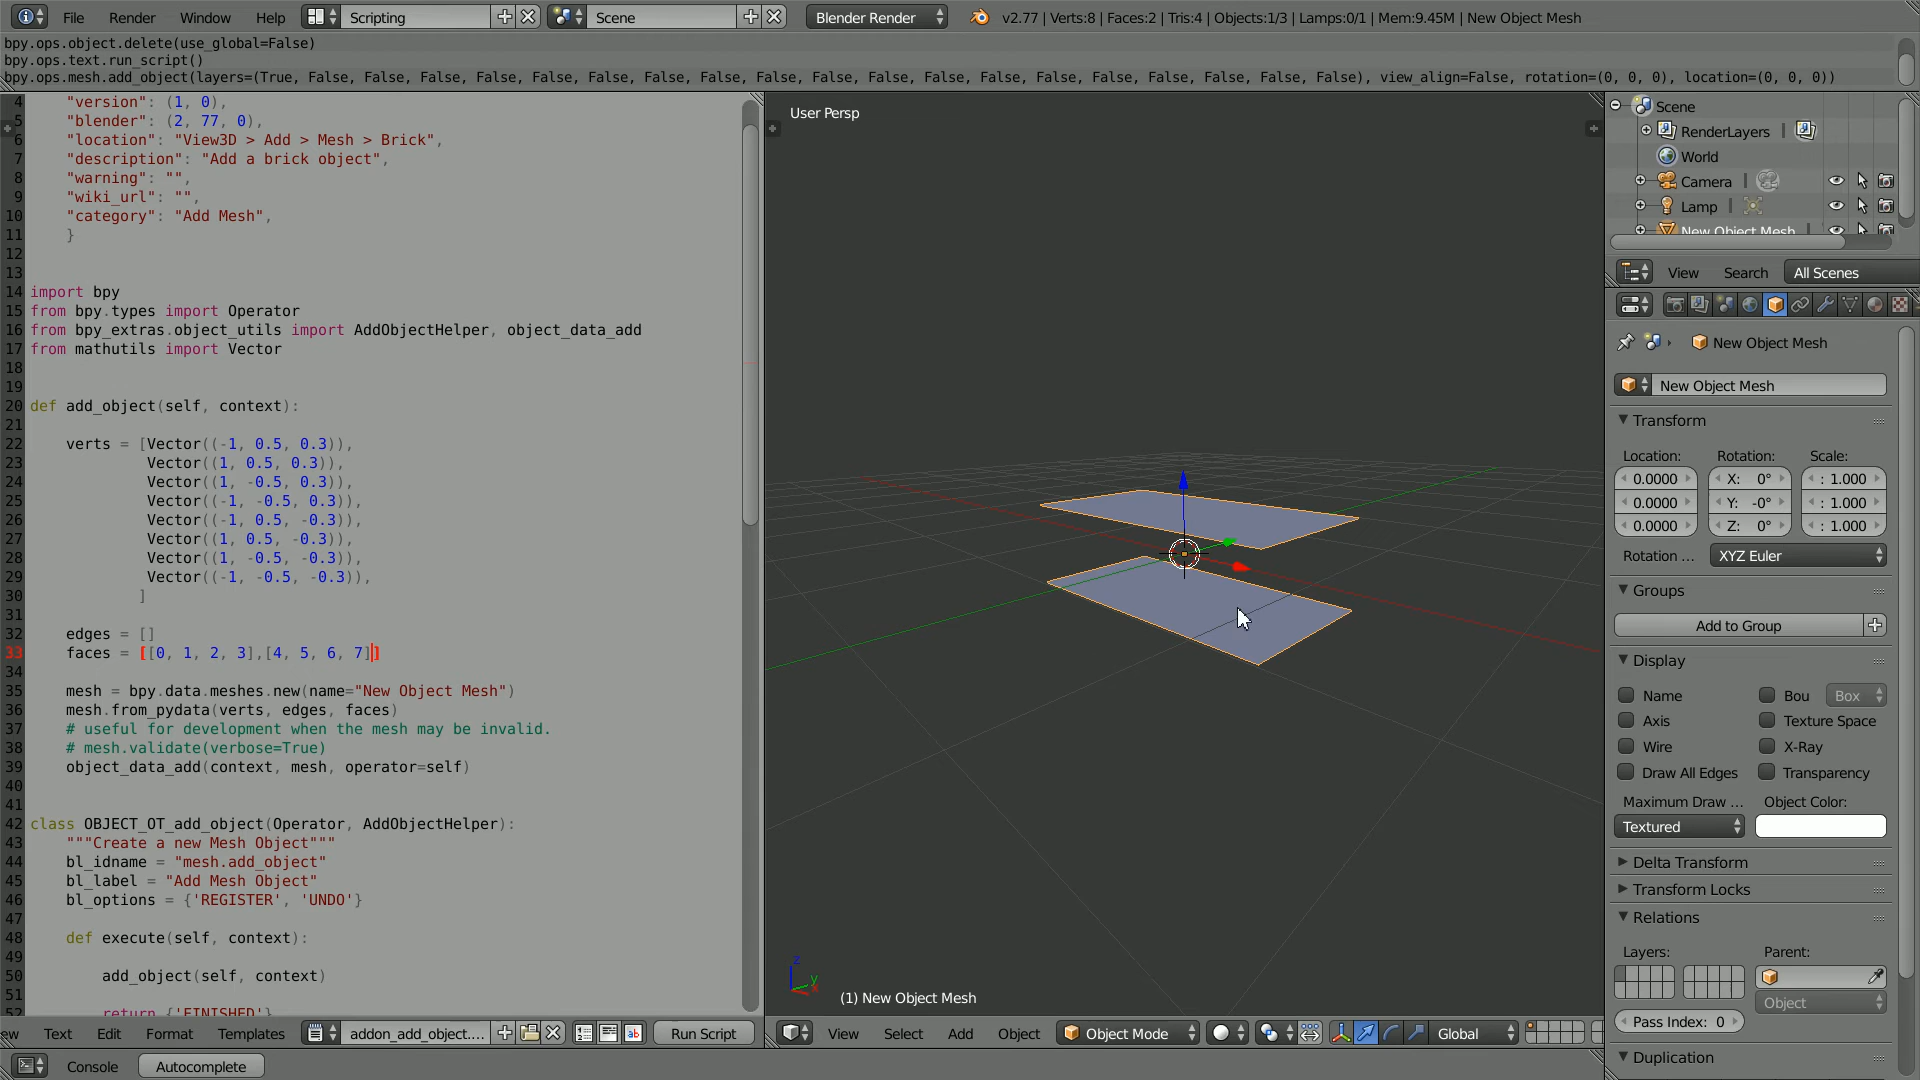 File Render Window Help Scripting Scene Blender Render v2.77 | Verts:8 | Faces:2 | Tris:4 | Objects:1/3 | Lamps:0/1 | Mem:9.45M | New Object Mesh
bpy.ops.object.delete(use_global=False)
bpy.ops.text.run_script()
bpy.ops.mesh.add_object(layers=(True, False, False, False, False, False, False, False, False, False, False, False, False, False, False, False, False, False, False, False), view_align=False, rotation=(0, 0, 0), location=(0, 0, 0))
4 "version": (1, 0),
5 "blender": (2, 77, 0),
6 "location": "View3D > Add > Mesh > Brick",
7 "description": "Add a brick object",
8 "warning": "",
9 "wiki_url": "",
10 "category": "Add Mesh",
11 }
12
13
14 import bpy
15 from bpy.types import Operator
16 from bpy_extras.object_utils import AddObjectHelper, object_data_add
17 from mathutils import Vector
18
19
20 def add_object(self, context):
21
22 verts = [Vector((-1, 0.5, 0.3)),
23 Vector((1, 0.5, 0.3)),
24 Vector((1, -0.5, 0.3)),
25 Vector((-1, -0.5, 0.3)),
26 Vector((-1, 0.5, -0.3)),
27 Vector((1, 0.5, -0.3)),
28 Vector((1, -0.5, -0.3)),
29 Vector((-1, -0.5, -0.3)),
30 ]
31
32 edges = []
33 faces = [[0, 1, 2, 3],[4, 5, 6, 7]]
34
35 mesh = bpy.data.meshes.new(name="New Object Mesh")
36 mesh.from_pydata(verts, edges, faces)
37 # useful for development when the mesh may be invalid.
38 # mesh.validate(verbose=True)
39 object_data_add(context, mesh, operator=self)
40
41
42 class OBJECT_OT_add_object(Operator, AddObjectHelper):
43 """Create a new Mesh Object"""
44 bl_idname = "mesh.add_object"
45 bl_label = "Add Mesh Object"
46 bl_options = {'REGISTER', 'UNDO'}
47
48 def execute(self, context):
49
50 add_object(self, context)
51
52 return {'FINISHED'}
ew Text Edit Format Templates addon_add_object.... Run Script
Console Autocomplete
User Persp
z
y
x
(1) New Object Mesh
View Select Add Object Object Mode Global
Scene
RenderLayers
World
Camera
Lamp
New Object Mesh
View Search All Scenes
New Object Mesh
New Object Mesh
Transform
Location: Rotation: Scale:
0.0000 X: 0° : 1.000
0.0000 Y: -0° : 1.000
0.0000 Z: 0° : 1.000
Rotation ... XYZ Euler
Groups
Add to Group
Display
Name Bou Box
Axis Texture Space
Wire X-Ray
Draw All Edges Transparency
Maximum Draw ... Object Color:
Textured
Delta Transform
Transform Locks
Relations
Layers: Parent:
Object
Pass Index: 0
Duplication